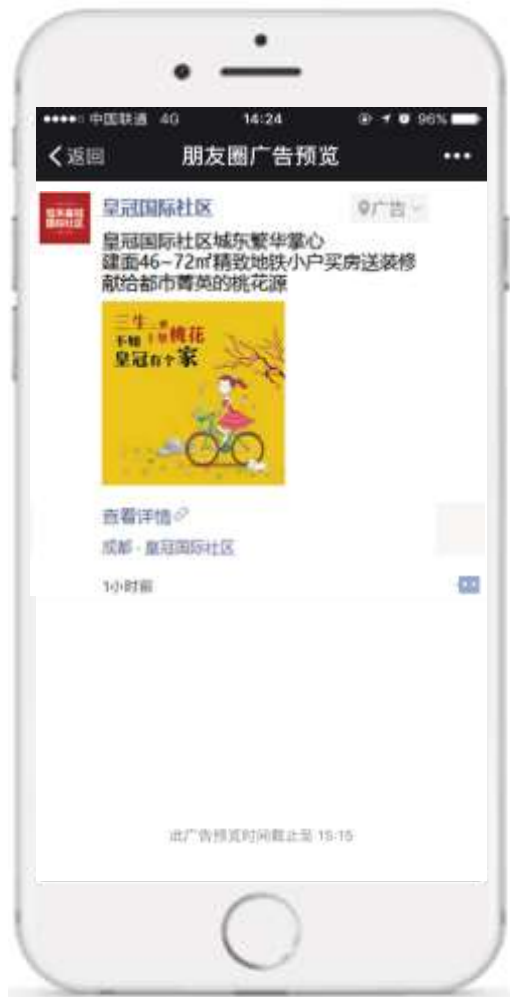 中国联通 4G 14:24 96%
返回 朋友圈广告预览
皇冠国际社区 广告
皇冠国际社区城东繁华掌心
建面46~72㎡精致地铁小户买房送装修
献给都市菁英的桃花源
三生
不知 桃花
皇冠有个家
查看详情
成都·皇冠国际社区
1小时前
此广告预览时间截止至 15:15